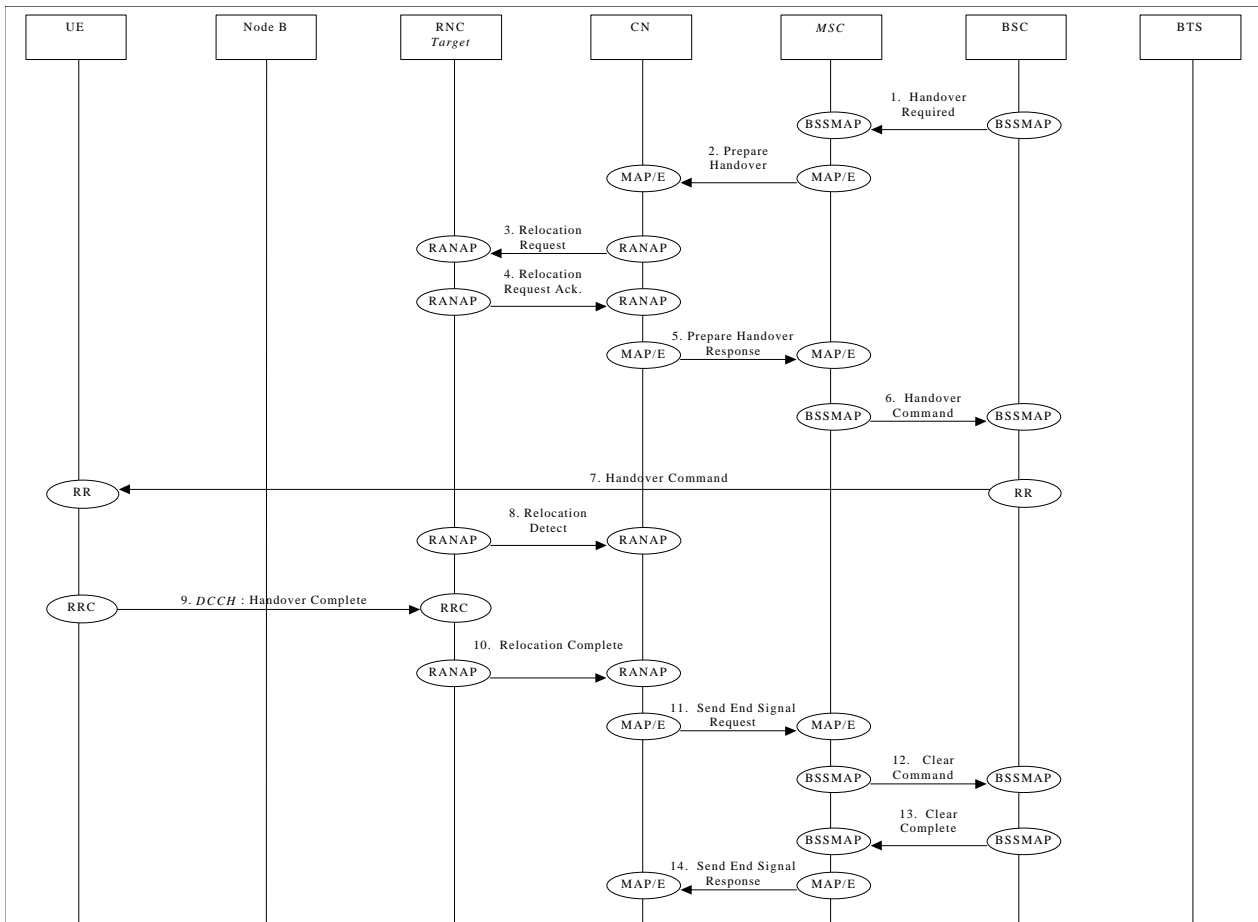 UE
Node B
RNC
Target
CN
MSC
BSC
BTS
1. Handover
Required
BSSMAP
BSSMAP
2. Prepare
Handover
MAP/E
MAP/E
3. Relocation
Request
RANAP
RANAP
4. Relocation
Request Ack.
RANAP
RANAP
5. Prepare Handover
Response
MAP/E
MAP/E
6. Handover
Command
BSSMAP
BSSMAP
7. Handover Command
RR
RR
8. Relocation
Detect
RANAP
RANAP
9. DCCH : Handover Complete
RRC
RRC
10. Relocation Complete
RANAP
RANAP
11. Send End Signal
Request
MAP/E
MAP/E
12. Clear
Command
BSSMAP
BSSMAP
13. Clear
Complete
BSSMAP
BSSMAP
14. Send End Signal
Response
MAP/E
MAP/E